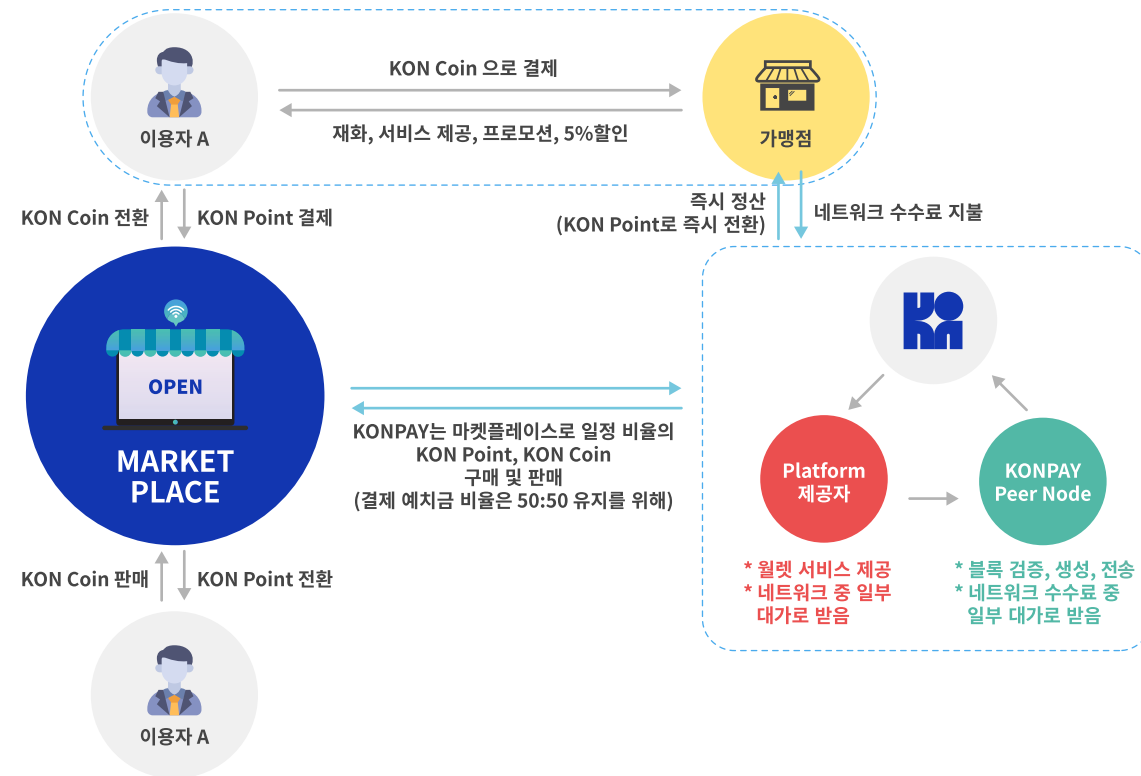 KON Coin 으로 결제
이용자 A
재화, 서비스 제공, 프로모션, 5%할인
가맹점
KON Coin 전환
KON Point 결제
즉시 정산
(KON Point로 즉시 전환)
네트워크 수수료 지불
OPEN
MARKET
PLACE
KONPAY는 마켓플레이스로 일정 비율의
KON Point, KON Coin
구매 및 판매
(결제 예치금 비율은 50:50 유지를 위해)
Platform
제공자
KONPAY
Peer Node
* 월렛 서비스 제공
* 네트워크 중 일부
대가로 받음
* 블록 검증, 생성, 전송
* 네트워크 수수료 중
일부 대가로 받음
KON Coin 판매
KON Point 전환
이용자 A